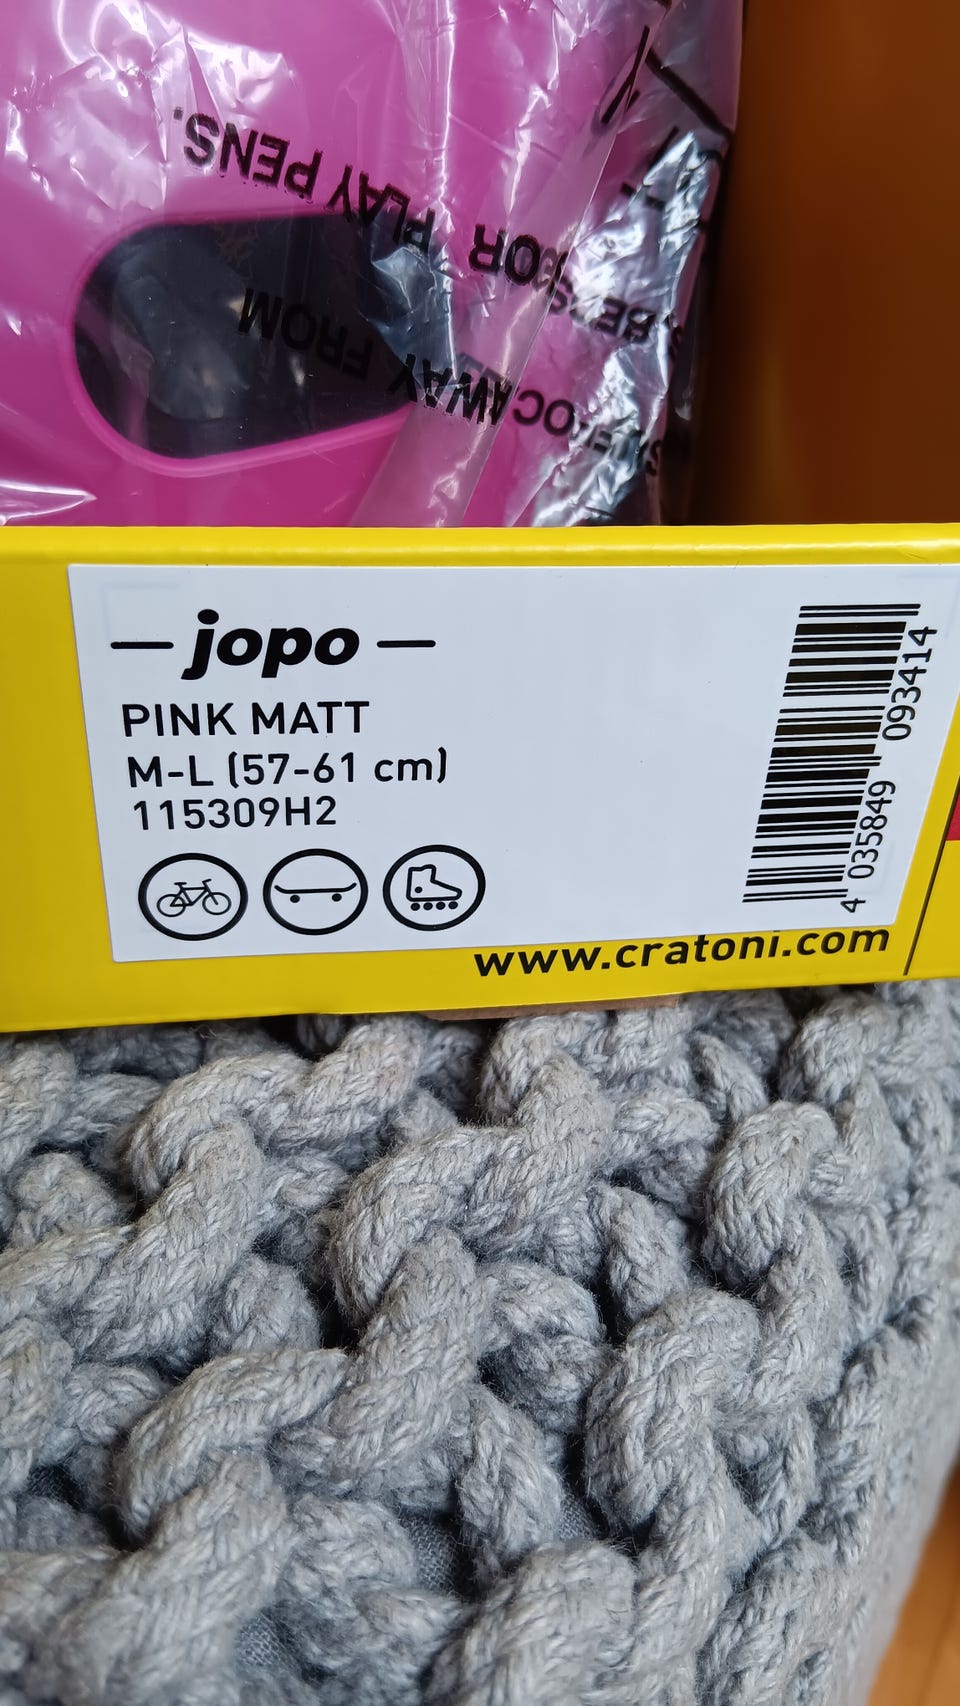 PLAY PENS.
AWAY FROM
— jopo —
PINK MATT
M-L (57-61 cm)
115309H2
4 035849 093414
www.cratoni.com